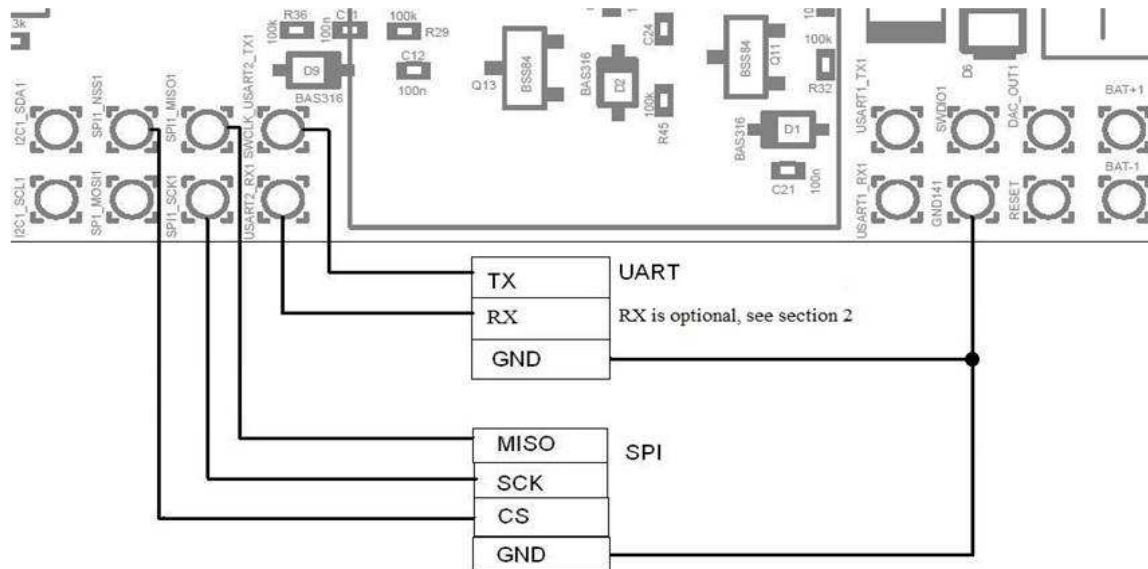 R36
100k
C11
100n
100k
R29
C12
100n
D9
BAS316
Q13
BSS84
BAS316
D2
C24
100k
R45
BSS84
Q11
100k
R32
BAS316
D1
C21
100n
D6
I2C1_SDA1
SPI1_NSS1
SPI1_MISO1
SWCLK_USART2_TX1
USART1_TX1
SWDIO1
DAC_OUT1
BAT+1
I2C1_SCL1
SP1_MOSI1
SPI1_SCK1
USART2_RX1
USART1_RX1
GND141
RESET
BAT-1
TX
UART
RX
RX is optional, see section 2
GND
MISO
SPI
SCK
CS
GND